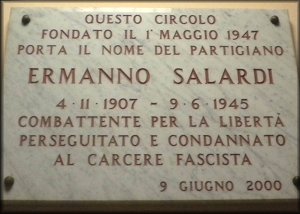 QUESTO CIRCOLO
FONDATO IL 1° MAGGIO 1947
PORTA IL NOME DEL PARTIGIANO
ERMANNO SALARDI
4·11·1907 - 9·6·1945
COMBATTENTE PER LA LIBERTÀ
PERSEGUITATO E CONDANNATO
AL CARCERE FASCISTA
9 GIUGNO 2000